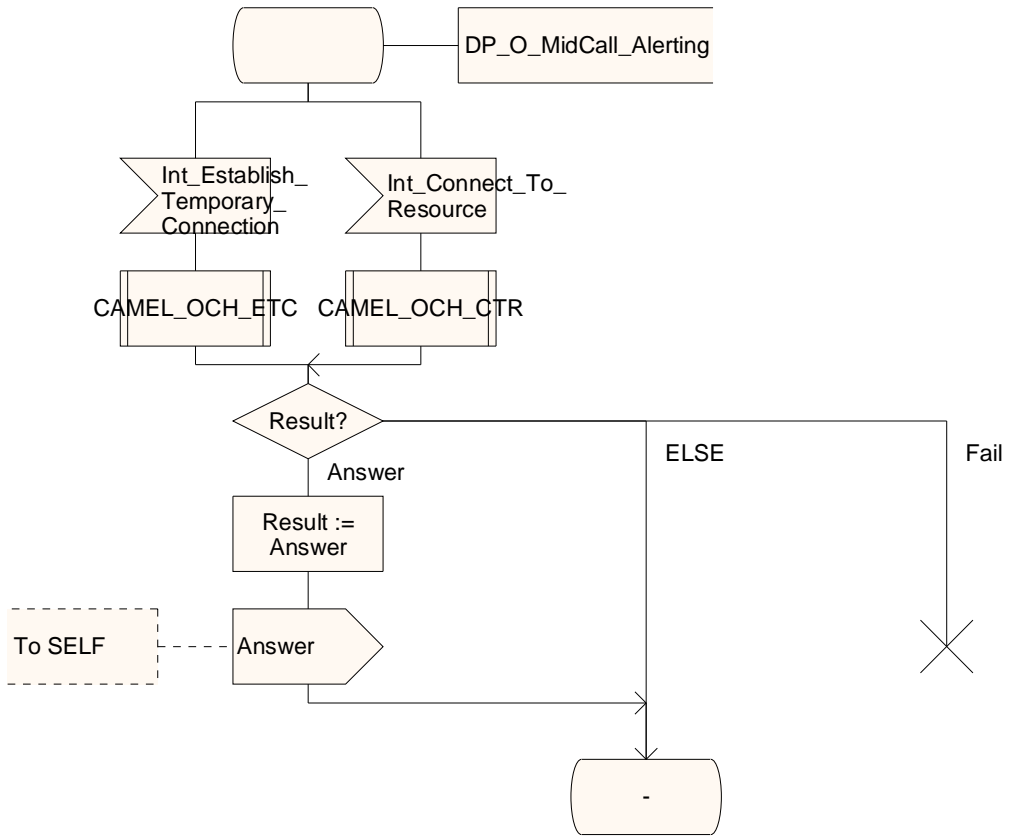 DP_O_MidCall_Alerting
Int_Establish_
Temporary_
Connection
Int_Connect_To_
Resource
CAMEL_OCH_ETC
CAMEL_OCH_CTR
Result?
ELSE
Fail
Answer
Result :=
Answer
To SELF
Answer
-